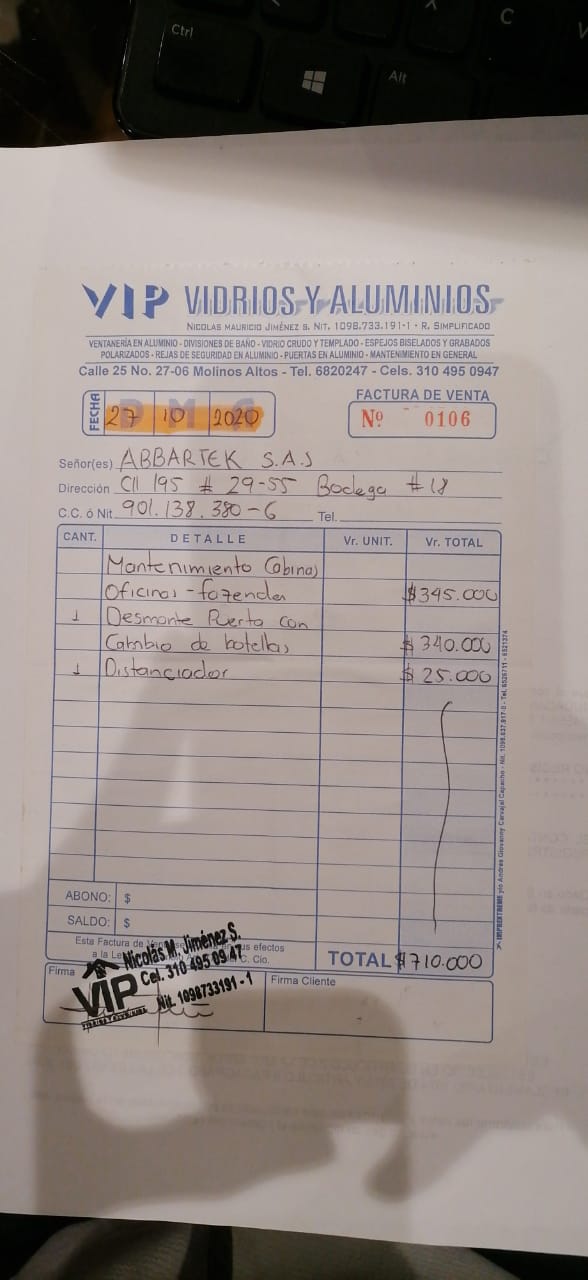 Ctrl
Alt
C
V
VIP VIDRIOS Y ALUMINIOS
NICOLAS MAURICIO JIMÉNEZ S. NIT. 1098.733.191-1 - R. SIMPLIFICADO
VENTANERÍA EN ALUMINIO - DIVISIONES DE BAÑO - VIDRIO CRUDO Y TEMPLADO - ESPEJOS BISELADOS Y GRABADOS
POLARIZADOS - REJAS DE SEGURIDAD EN ALUMINIO - PUERTAS EN ALUMINIO - MANTENIMIENTO EN GENERAL
Calle 25 No. 27-06 Molinos Altos - Tel. 6820247 - Cels. 310 495 0947
FECHA D M A 27 10 2020
FACTURA DE VENTA
Nº 0106
Señor(es) ABBARTEK S.A.S
Dirección Cll 195 # 29-55 Bodega #18
C.C. ó Nit. 901.138.380-6 Tel.
CANT. DETALLE Vr. UNIT. Vr. TOTAL
Mantenimiento Cabinas
Oficinas - fazenda $345.000
1 Desmonte Puerta con
Cambio de botellas $340.000
1 Distanciador $25.000
ABONO: $
SALDO: $
Este Factura de sus efectos
a la C. Cio.
TOTAL $710.000
Firma
Firma Cliente
Nicolás M. Jiménez S.
Cel. 310 495 09 47
VIP Nit. 1098733191-1